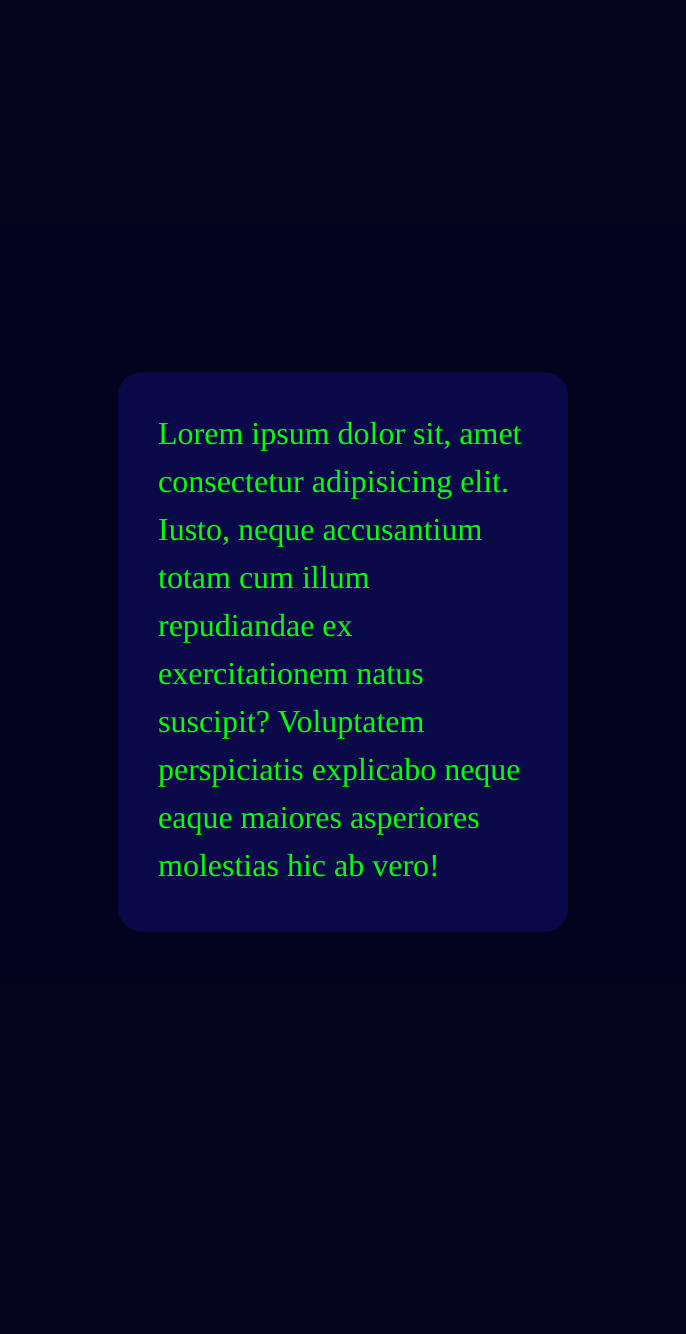 Lorem ipsum dolor sit, amet
consectetur adipisicing elit.
Iusto, neque accusantium
totam cum illum
repudiandae ex
exercitationem natus
suscipit? Voluptatem
perspiciatis explicabo neque
eaque maiores asperiores
molestias hic ab vero!